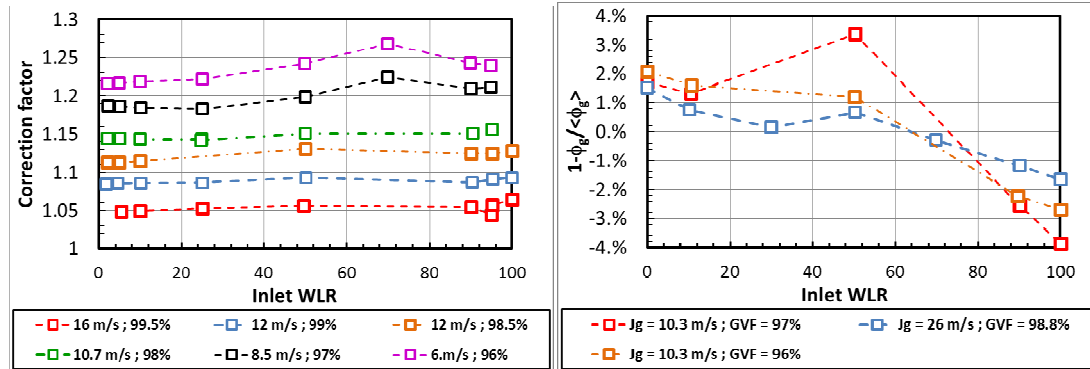 1.3
1.25
1.2
1.15
1.1
1.05
1
Correction factor
0 20 40 60 80 100
Inlet WLR
16 m/s ; 99.5% 12 m/s ; 99% 12 m/s ; 98.5%
10.7 m/s ; 98% 8.5 m/s ; 97% 6.m/s ; 96%
4.%
3.%
2.%
1.%
0.%
-1.%
-2.%
-3.%
-4.%
1-ϕg/<ϕg>
0 20 40 60 80 100
Inlet WLR
Jg = 10.3 m/s ; GVF = 97% Jg = 26 m/s ; GVF = 98.8%
Jg = 10.3 m/s ; GVF = 96%